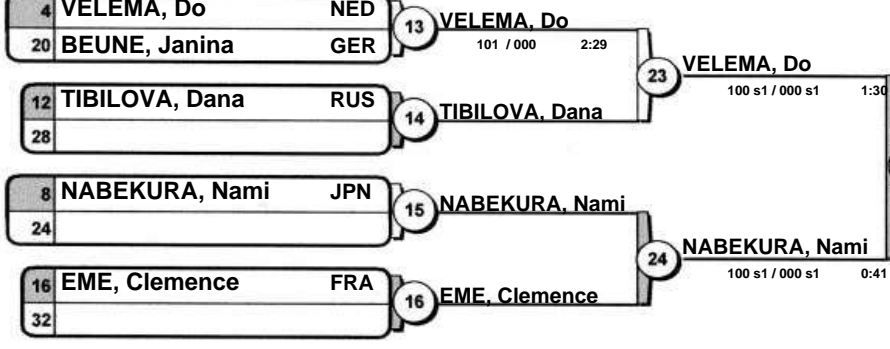 4 VELEMA, Do NED
20 BEUNE, Janina GER
13 VELEMA, Do
101 / 000 2:29
23 VELEMA, Do
100 s1 / 000 s1 1:30
12 TIBILOVA, Dana RUS
28
14 TIBILOVA, Dana
8 NABEKURA, Nami JPN
24
15 NABEKURA, Nami
24 NABEKURA, Nami
100 s1 / 000 s1 0:41
16 EME, Clemence FRA
32
16 EME, Clemence